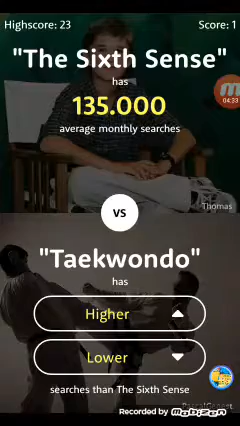 Highscore: 23
Score: 1
"The Sixth Sense"
has
135.000
average monthly searches
04:33
Thomas
VS
"Taekwondo"
has
Higher
Lower
searches than The Sixth Sense
Recorded by mobizen